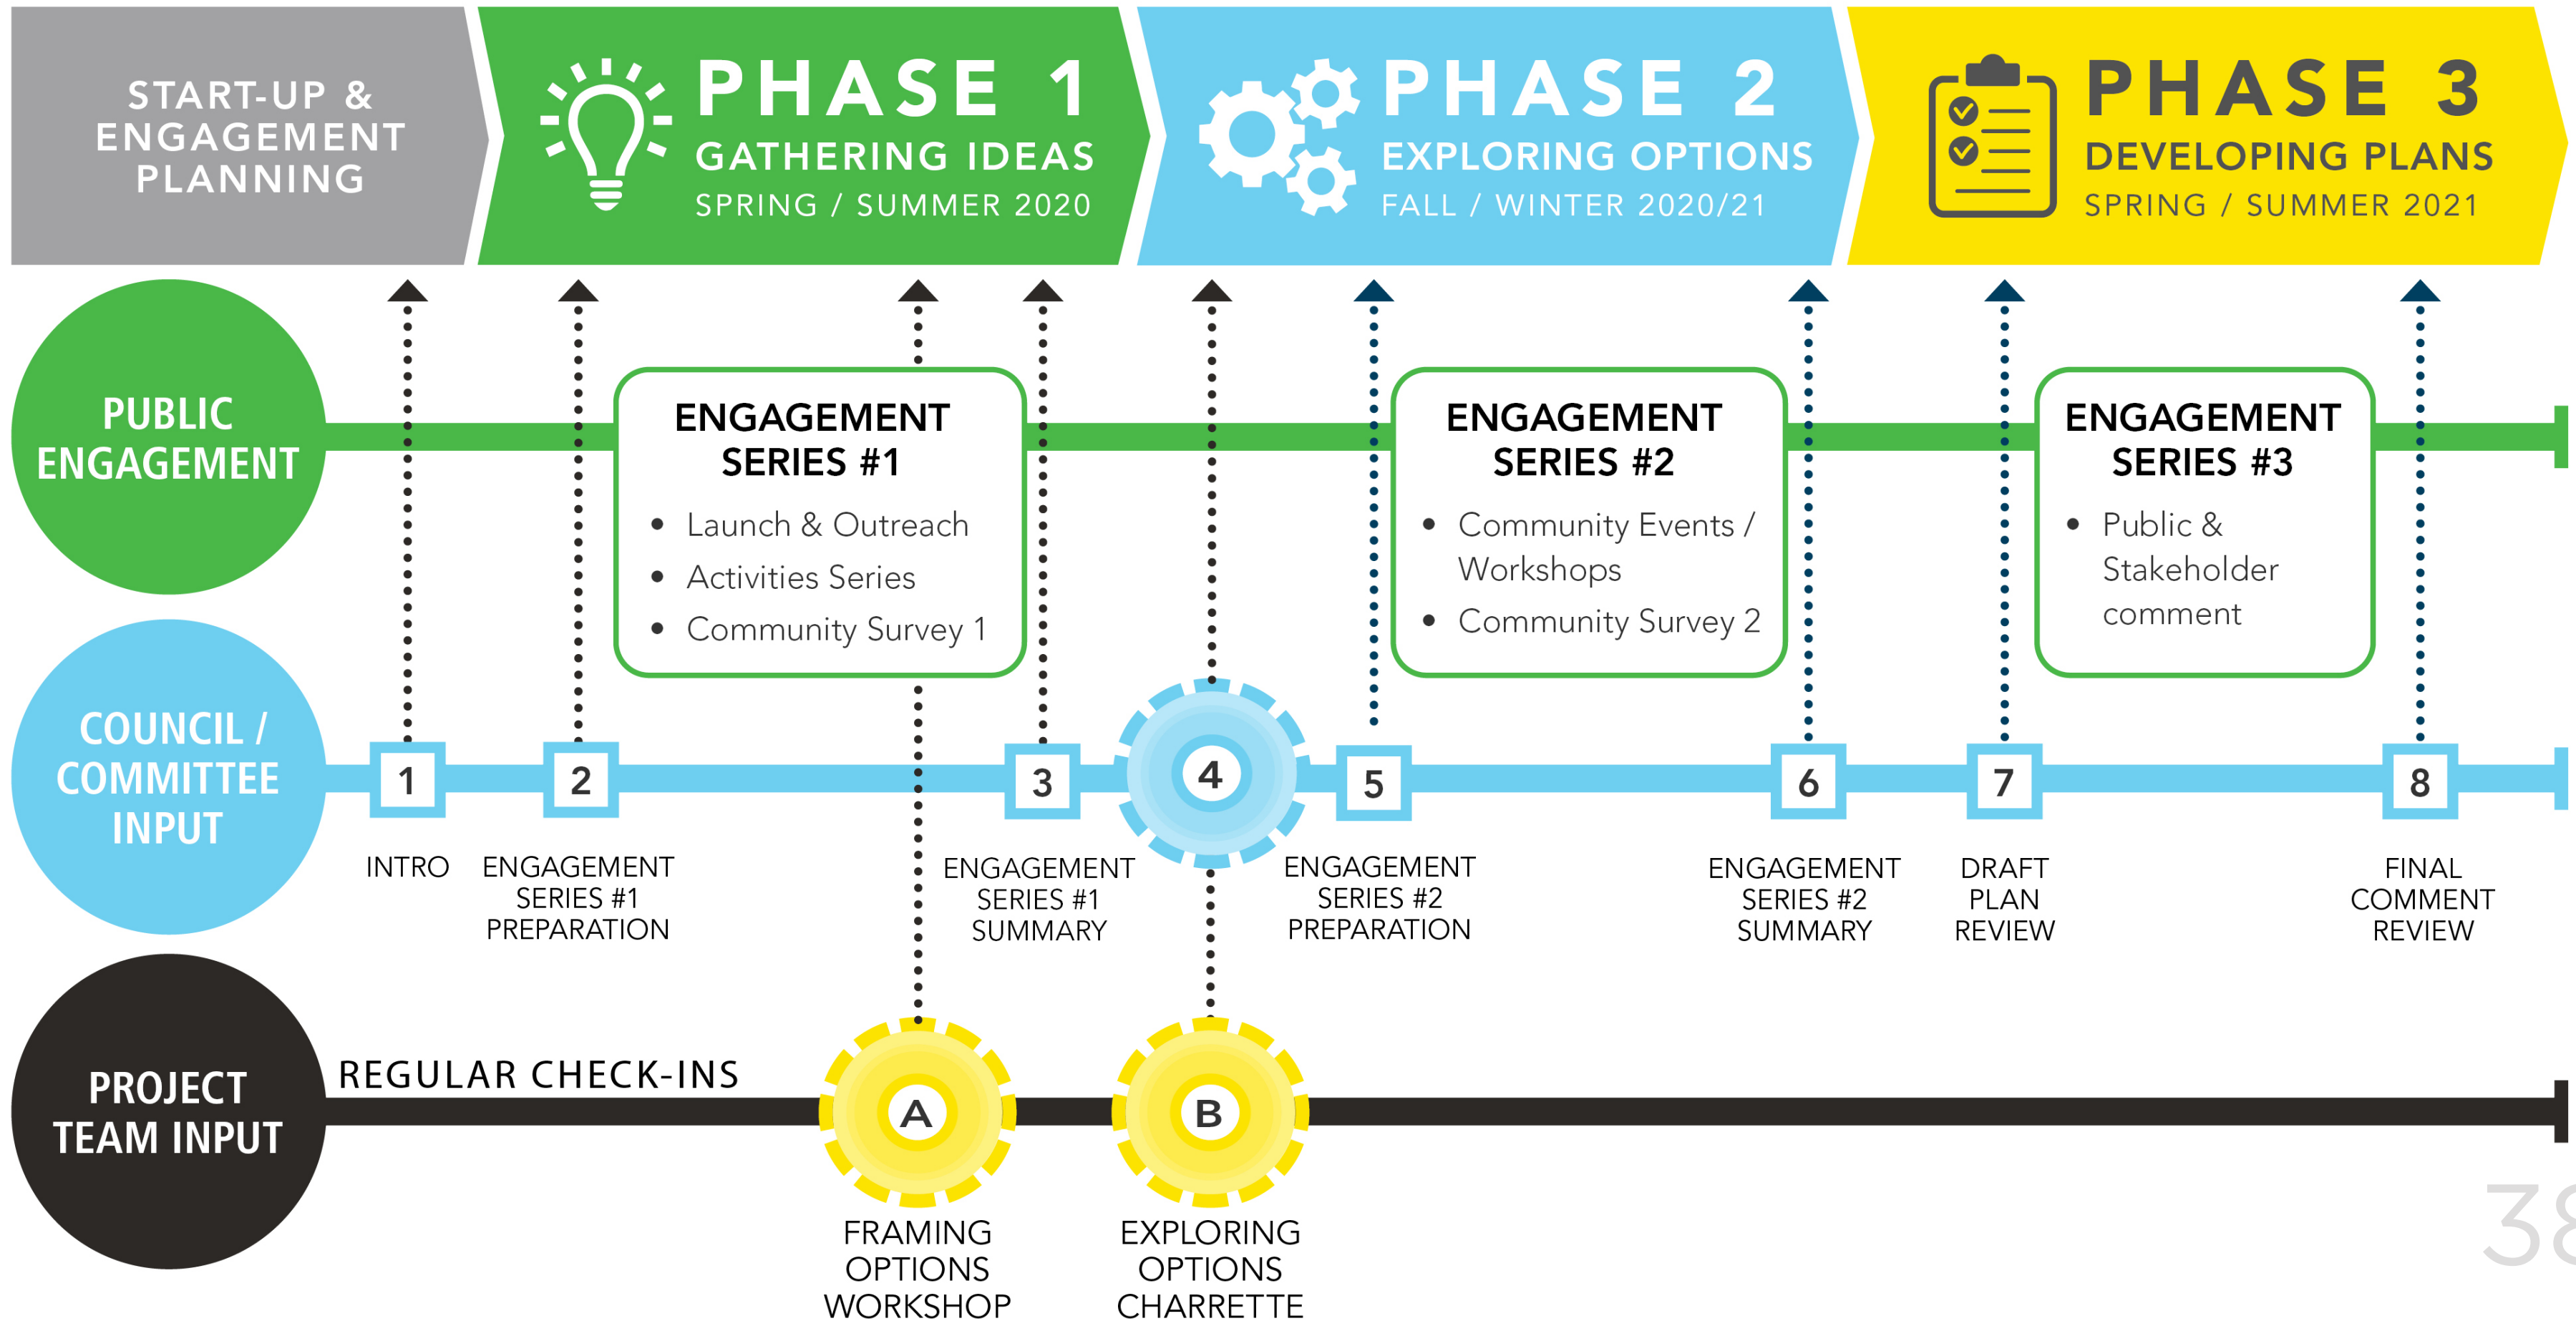 START-UP &
ENGAGEMENT
PLANNING
PHASE 1
GATHERING IDEAS
SPRING / SUMMER 2020
PHASE 2
EXPLORING OPTIONS
FALL / WINTER 2020/21
PHASE 3
DEVELOPING PLANS
SPRING / SUMMER 2021
PUBLIC
ENGAGEMENT
ENGAGEMENT
SERIES #1
• Launch & Outreach
• Activities Series
• Community Survey 1
ENGAGEMENT
SERIES #2
• Community Events /
Workshops
• Community Survey 2
ENGAGEMENT
SERIES #3
• Public &
Stakeholder
comment
COUNCIL /
COMMITTEE
INPUT
1
INTRO
2
ENGAGEMENT
SERIES #1
PREPARATION
3
ENGAGEMENT
SERIES #1
SUMMARY
4
5
ENGAGEMENT
SERIES #2
PREPARATION
6
ENGAGEMENT
SERIES #2
SUMMARY
7
DRAFT
PLAN
REVIEW
8
FINAL
COMMENT
REVIEW
PROJECT
TEAM INPUT
REGULAR CHECK-INS
A
FRAMING
OPTIONS
WORKSHOP
B
EXPLORING
OPTIONS
CHARRETTE
38